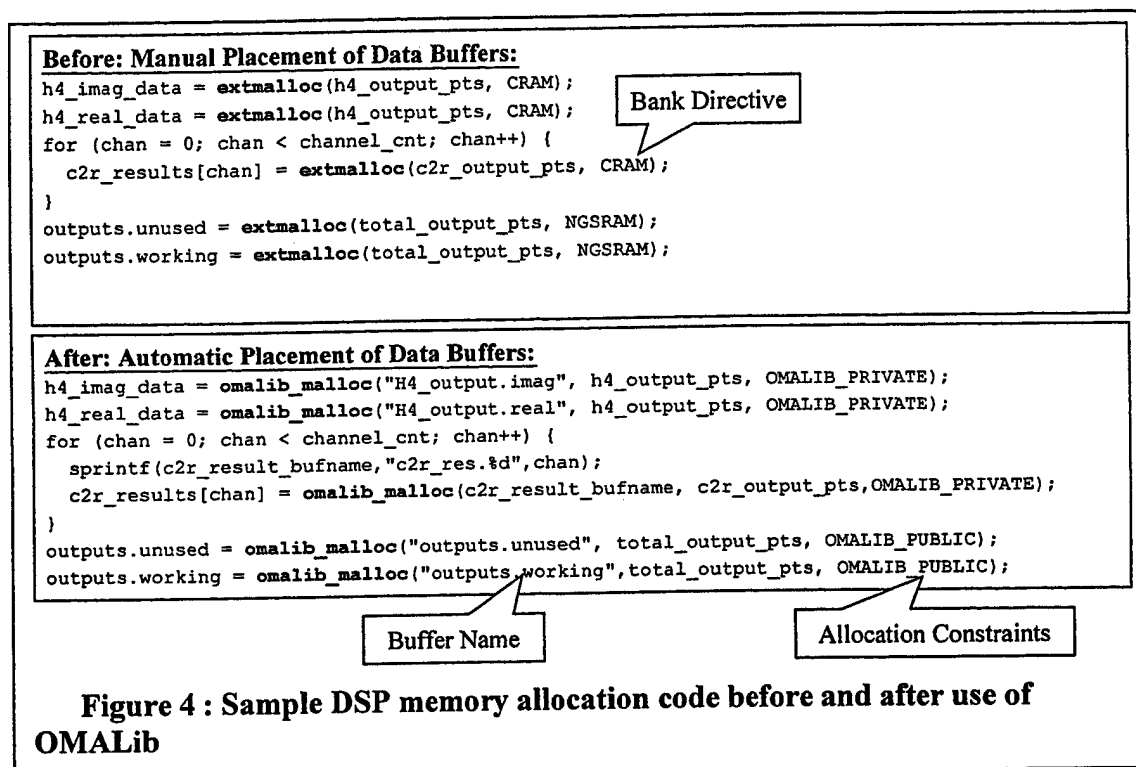 Before: Manual Placement of Data Buffers:
h4_imag_data = extmalloc(h4_output_pts, CRAM);
h4_real_data = extmalloc(h4_output_pts, CRAM);
for (chan = 0; chan < channel_cnt; chan++) {
c2r_results[chan] = extmalloc(c2r_output_pts, CRAM);
}
outputs.unused = extmalloc(total_output_pts, NGSRAM);
outputs.working = extmalloc(total_output_pts, NGSRAM);
Bank Directive
After: Automatic Placement of Data Buffers:
h4_imag_data = omalib_malloc("H4_output.imag", h4_output_pts, OMALIB_PRIVATE);
h4_real_data = omalib_malloc("H4_output.real", h4_output_pts, OMALIB_PRIVATE);
for (chan = 0; chan < channel_cnt; chan++) {
sprintf(c2r_result_bufname,"c2r_res.%d",chan);
c2r_results[chan] = omalib_malloc(c2r_result_bufname, c2r_output_pts,OMALIB_PRIVATE);
}
outputs.unused = omalib_malloc("outputs.unused", total_output_pts, OMALIB_PUBLIC);
outputs.working = omalib_malloc("outputs.working",total_output_pts, OMALIB_PUBLIC);
Buffer Name
Allocation Constraints
Figure 4 : Sample DSP memory allocation code before and after use of
OMALib